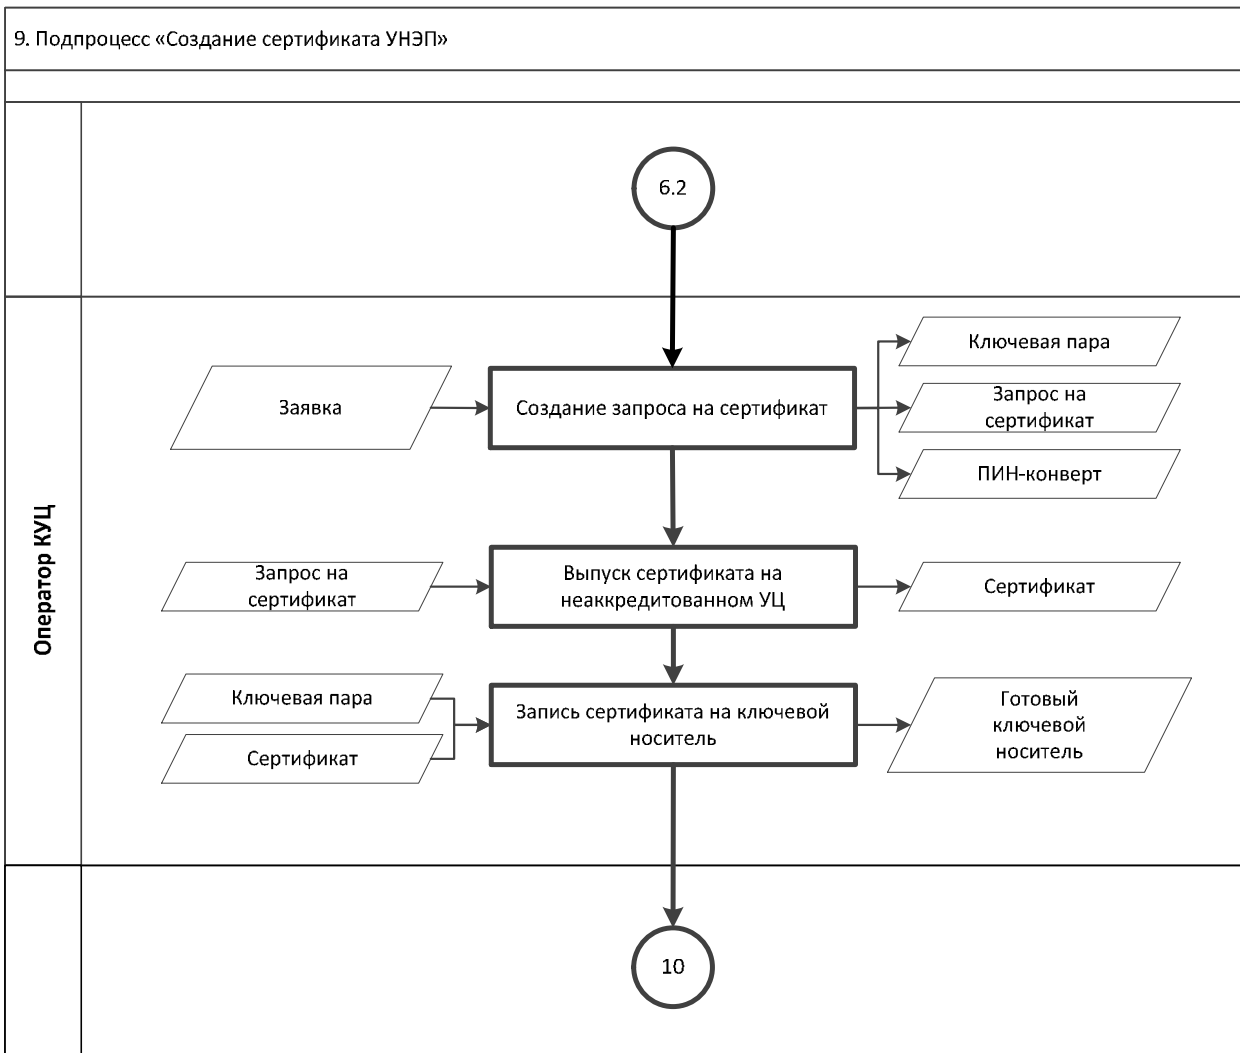 9. Подпроцесс «Создание сертификата УНЭП»
6.2
Оператор КУЦ
Заявка
Создание запроса на сертификат
Ключевая пара
Запрос на
сертификат
ПИН-конверт
Запрос на
сертификат
Выпуск сертификата на
неаккредитованном УЦ
Сертификат
Ключевая пара
Сертификат
Запись сертификата на ключевой
носитель
Готовый
ключевой
носитель
10